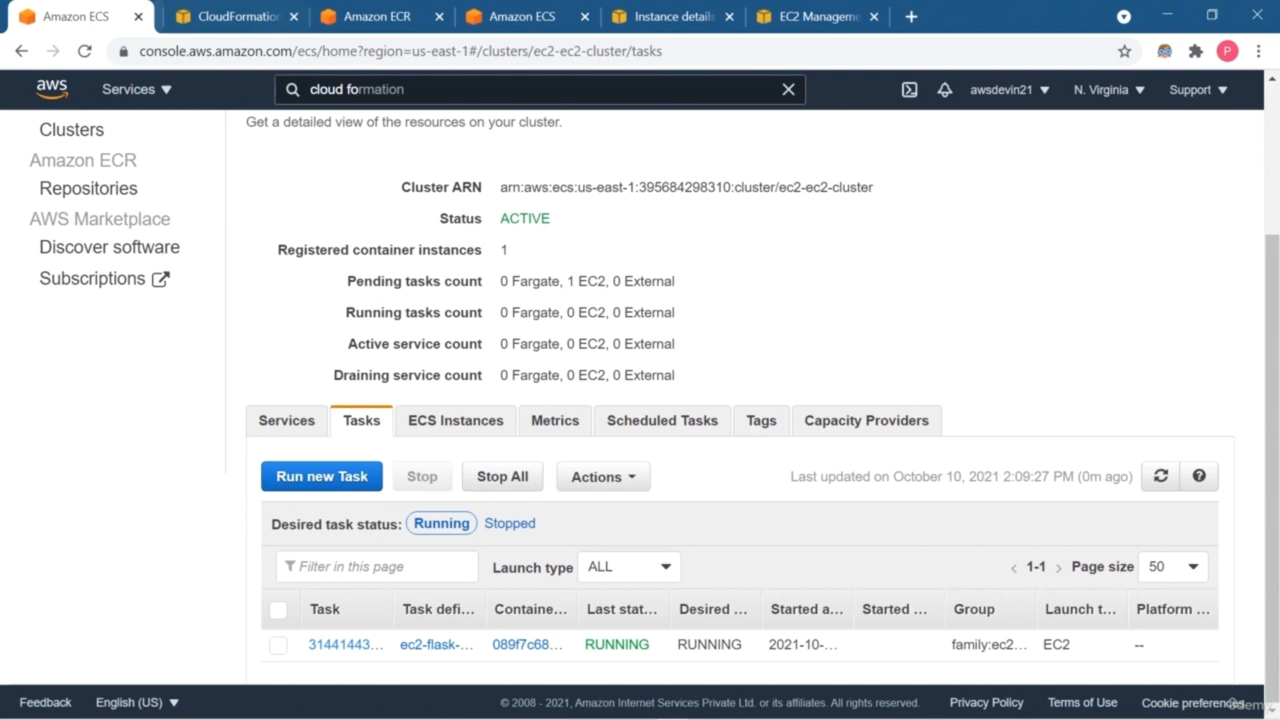 Amazon ECS
CloudFormatio
Amazon ECR
Amazon ECS
Instance details
EC2 Manageme
console.aws.amazon.com/ecs/home?region=us-east-1#/clusters/ec2-ec2-cluster/tasks
P
aws
Services
cloud formation
awsdevin21
N. Virginia
Support
Clusters
Amazon ECR
Repositories
AWS Marketplace
Discover software
Subscriptions
Get a detailed view of the resources on your cluster.
Cluster ARN arn:aws:ecs:us-east-1:395684298310:cluster/ec2-ec2-cluster
Status ACTIVE
Registered container instances 1
Pending tasks count 0 Fargate, 1 EC2, 0 External
Running tasks count 0 Fargate, 0 EC2, 0 External
Active service count 0 Fargate, 0 EC2, 0 External
Draining service count 0 Fargate, 0 EC2, 0 External
Services Tasks ECS Instances Metrics Scheduled Tasks Tags Capacity Providers
Run new Task Stop Stop All Actions Last updated on October 10, 2021 2:09:27 PM (0m ago)
Desired task status: Running Stopped
Filter in this page Launch type ALL 1-1 Page size 50
Task Task defi... Containe... Last stat... Desired ... Started a... Started ... Group Launch t... Platform ...
31441443... ec2-flask-... 089f7c68... RUNNING RUNNING 2021-10-... family:ec2... EC2 --
Feedback English (US) © 2008 - 2021, Amazon Internet Services Private Ltd. or its affiliates. All rights reserved. Privacy Policy Terms of Use Cookie preferences